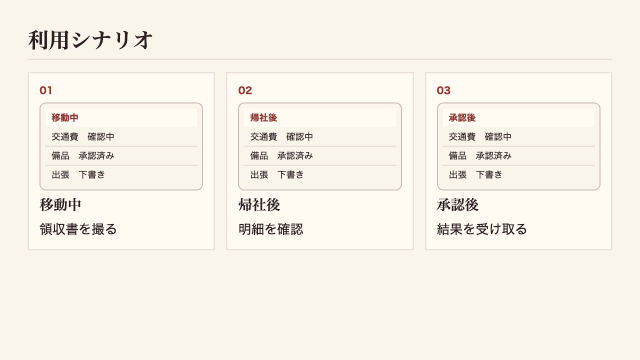 利用シナリオ
01
移動中
交通費 確認中
備品 承認済み
出張 下書き
移動中
領収書を撮る
02
帰社後
交通費 確認中
備品 承認済み
出張 下書き
帰社後
明細を確認
03
承認後
交通費 確認中
備品 承認済み
出張 下書き
承認後
結果を受け取る